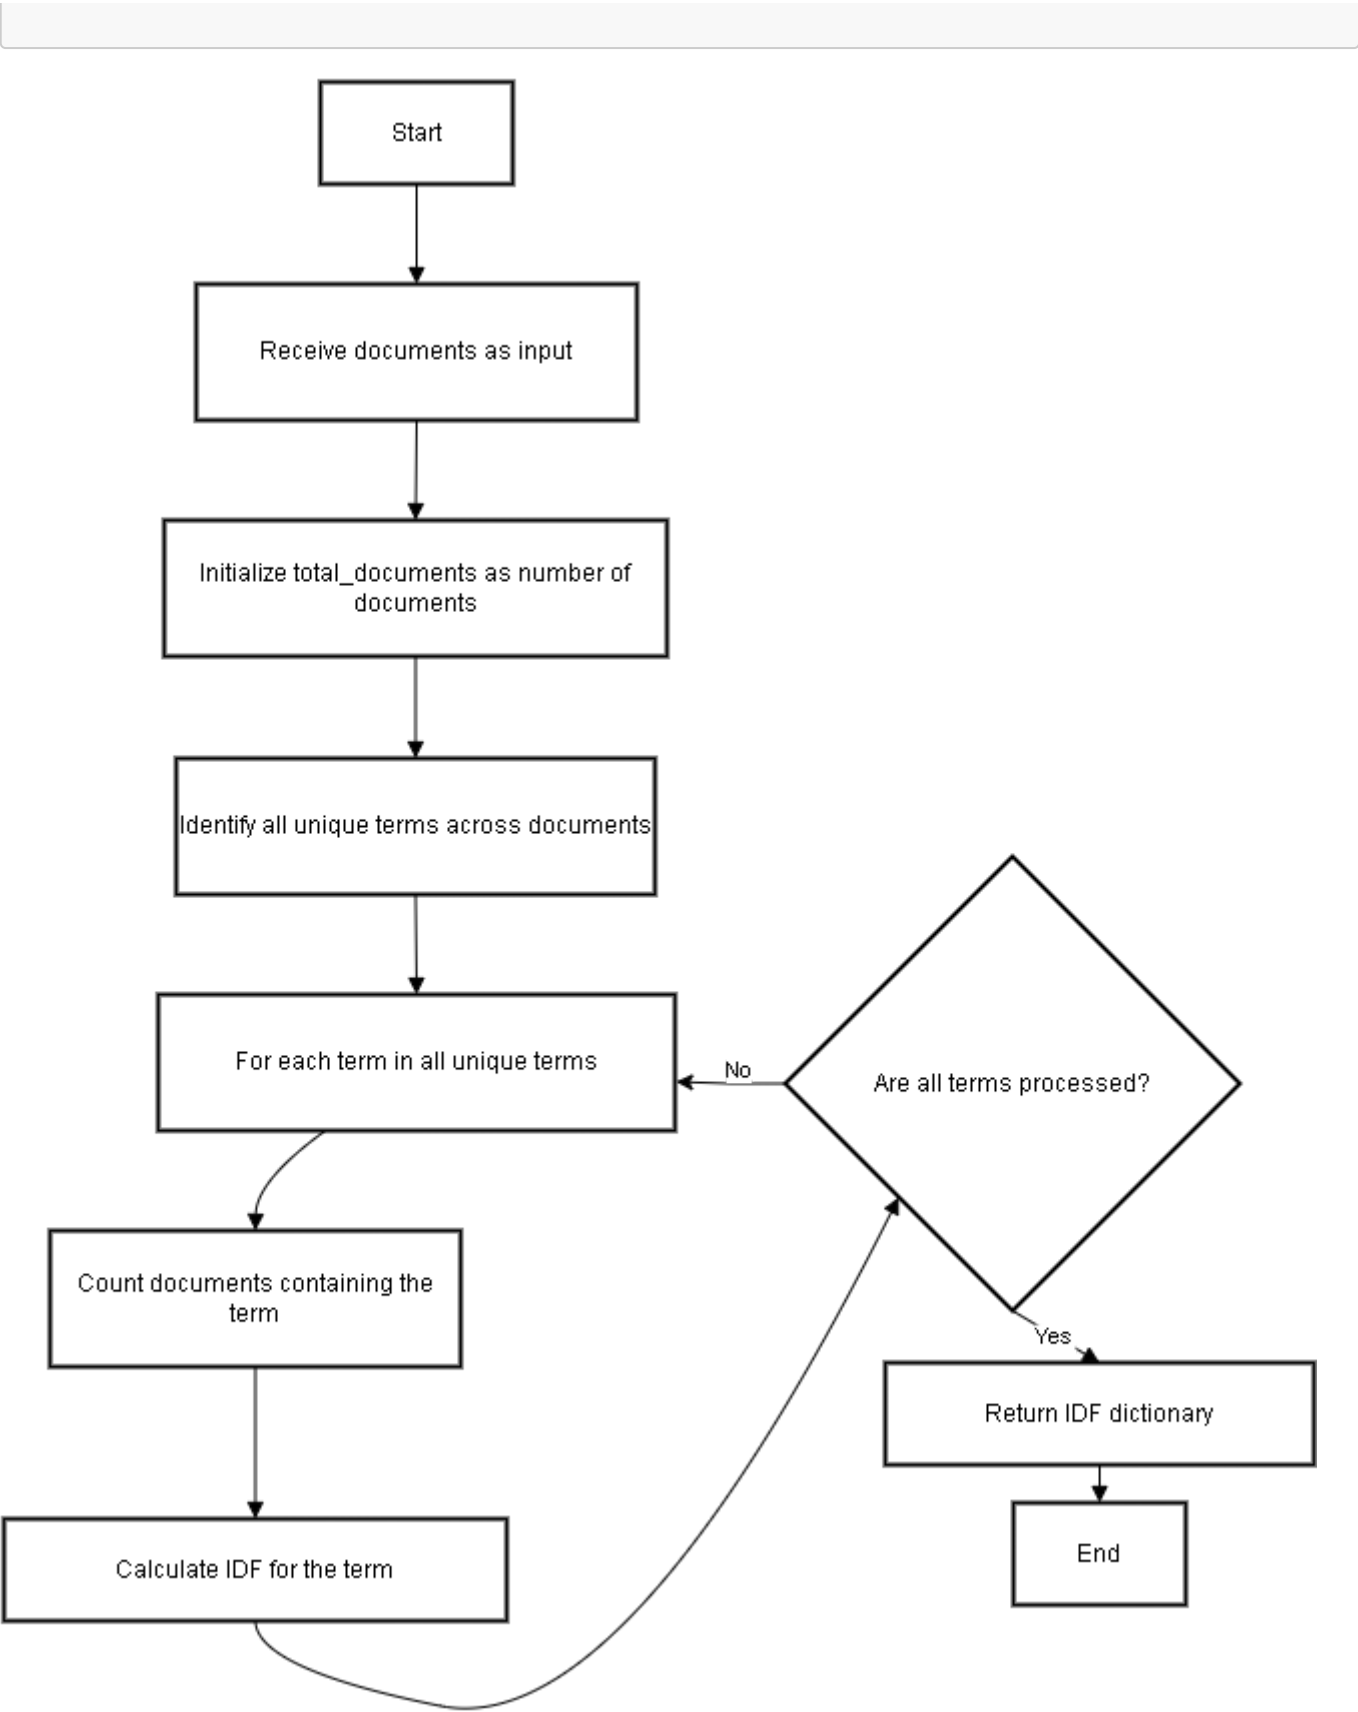 Start
Receive documents as input
Initialize total_documents as number of
documents
Identify all unique terms across documents
For each term in all unique terms
No
Are all terms processed?
Count documents containing the
term
Yes
Return IDF dictionary
Calculate IDF for the term
End